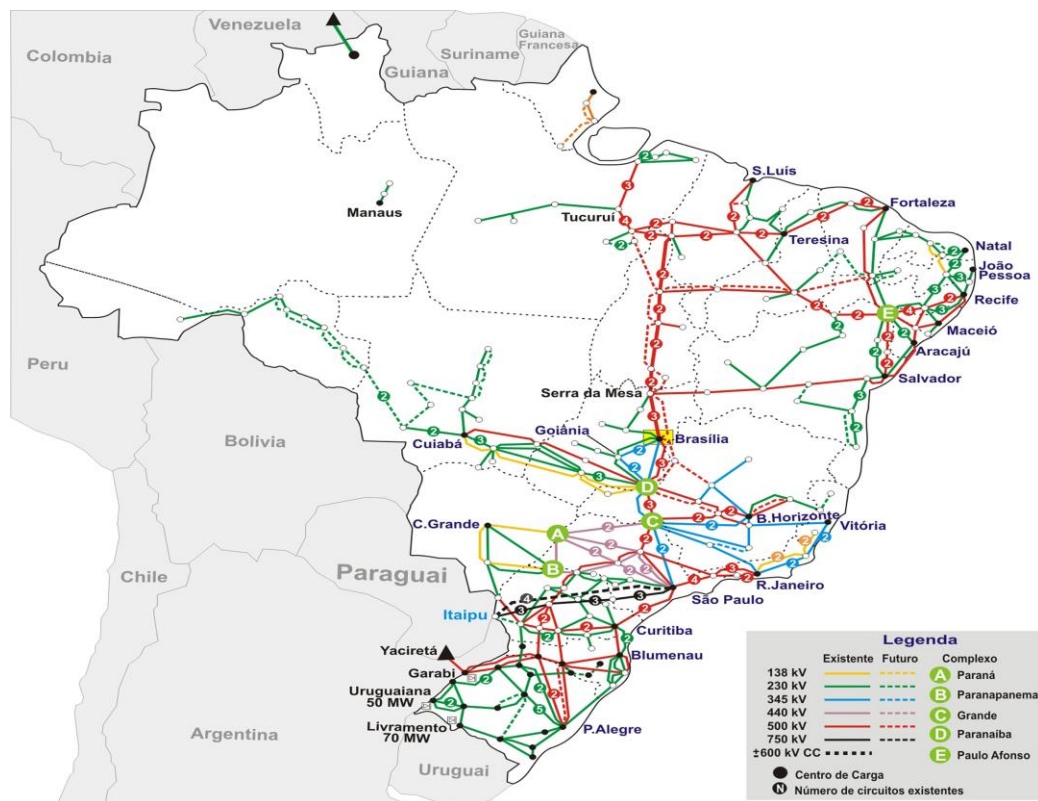 Venezuela
Colombia
Guiana
Suriname
Guiana
Francesa
Manaus
Tucuruí
S.Luís
Teresina
Fortaleza
Natal
João
Pessoa
Recife
Maceió
Aracajú
Salvador
E
Peru
Bolivia
Serra da Mesa
Cuiabá
Goiânia
Brasília
D
C
B.Horizonte
Vitória
C.Grande
A
B
Chile
Paraguai
R.Janeiro
São Paulo
Itaipu
Curitiba
Blumenau
Yaciretá
Garabi
Uruguaiana
50 MW
Livramento
70 MW
P.Alegre
Argentina
Uruguai
Legenda
Existente Futuro Complexo
138 kV A Paraná
230 kV B Paranapanema
345 kV
440 kV C Grande
500 kV D Paranaíba
750 kV
±600 kV CC E Paulo Afonso
Centro de Carga
N Número de circuitos existentes